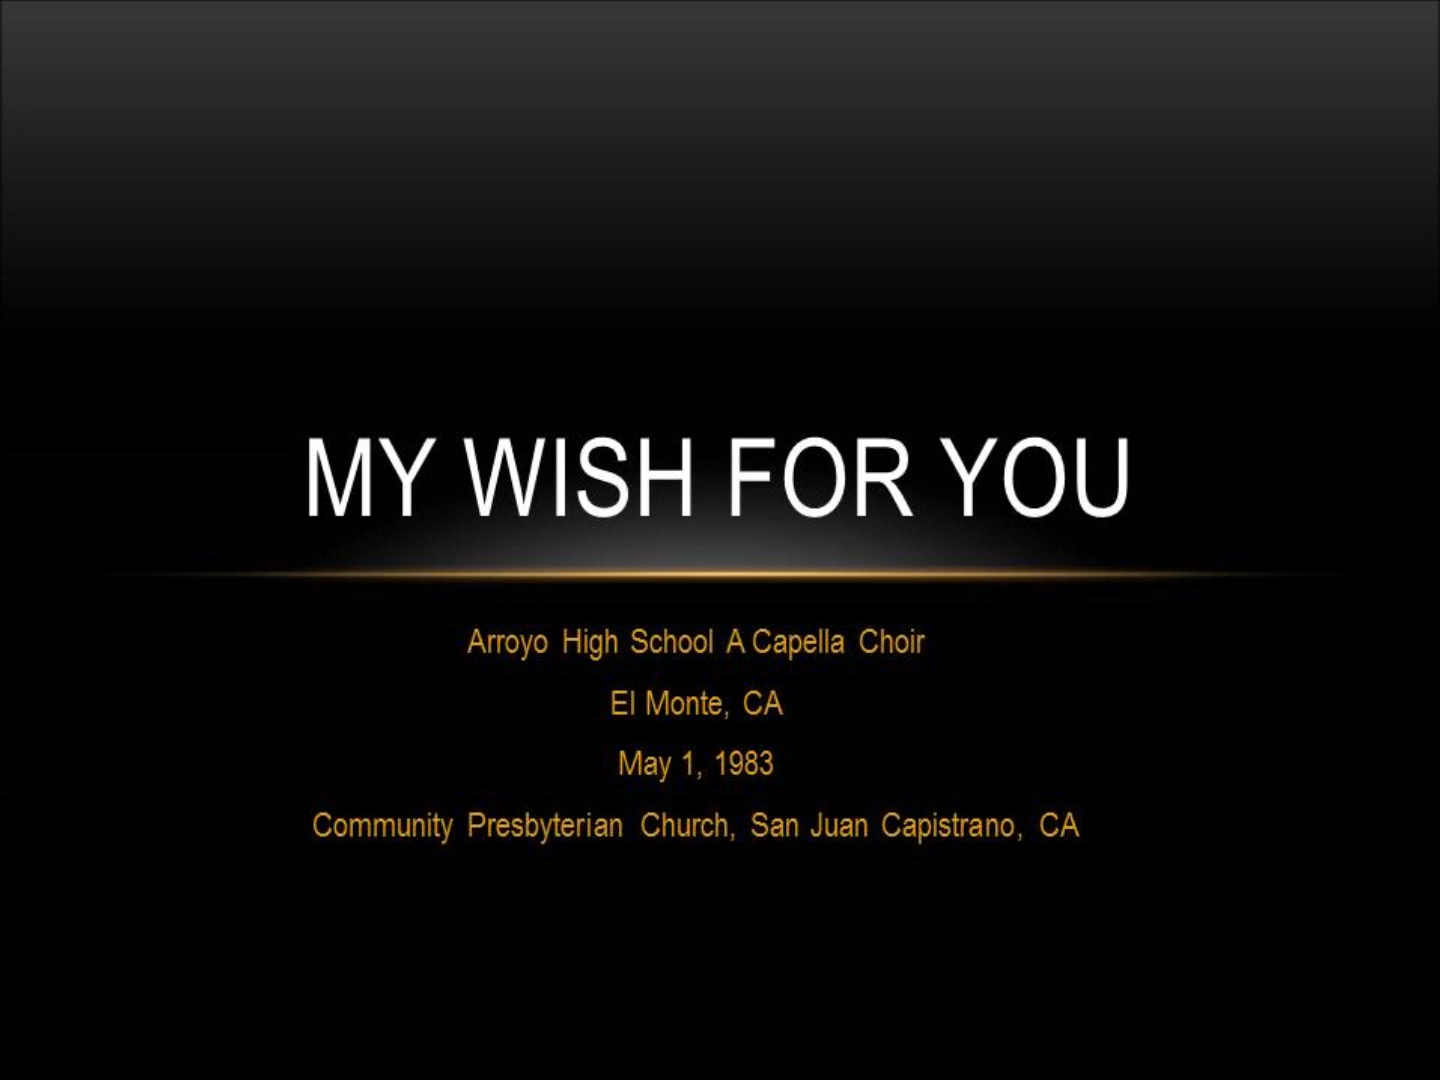 MY WISH FOR YOU
Arroyo High School A Capella Choir
El Monte, CA
May 1, 1983
Community Presbyterian Church, San Juan Capistrano, CA